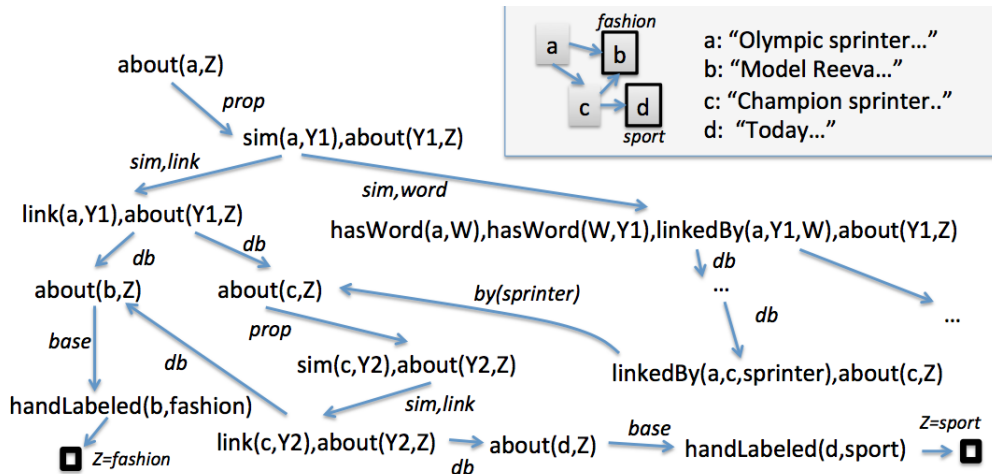 fashion
a
b
c
d
sport
a: “Olympic sprinter…”
b: “Model Reeva…”
c: “Champion sprinter..”
d: “Today…”
about(a,Z)
prop
sim(a,Y1),about(Y1,Z)
sim,link
sim,word
link(a,Y1),about(Y1,Z)
hasWord(a,W),hasWord(W,Y1),linkedBy(a,Y1,W),about(Y1,Z)
db
db
db
...
...
about(b,Z)
about(c,Z)
by(sprinter)
db
base
prop
db
sim(c,Y2),about(Y2,Z)
linkedBy(a,c,sprinter),about(c,Z)
handLabeled(b,fashion)
sim,link
Z=fashion
link(c,Y2),about(Y2,Z)
db
about(d,Z)
base
handLabeled(d,sport)
Z=sport